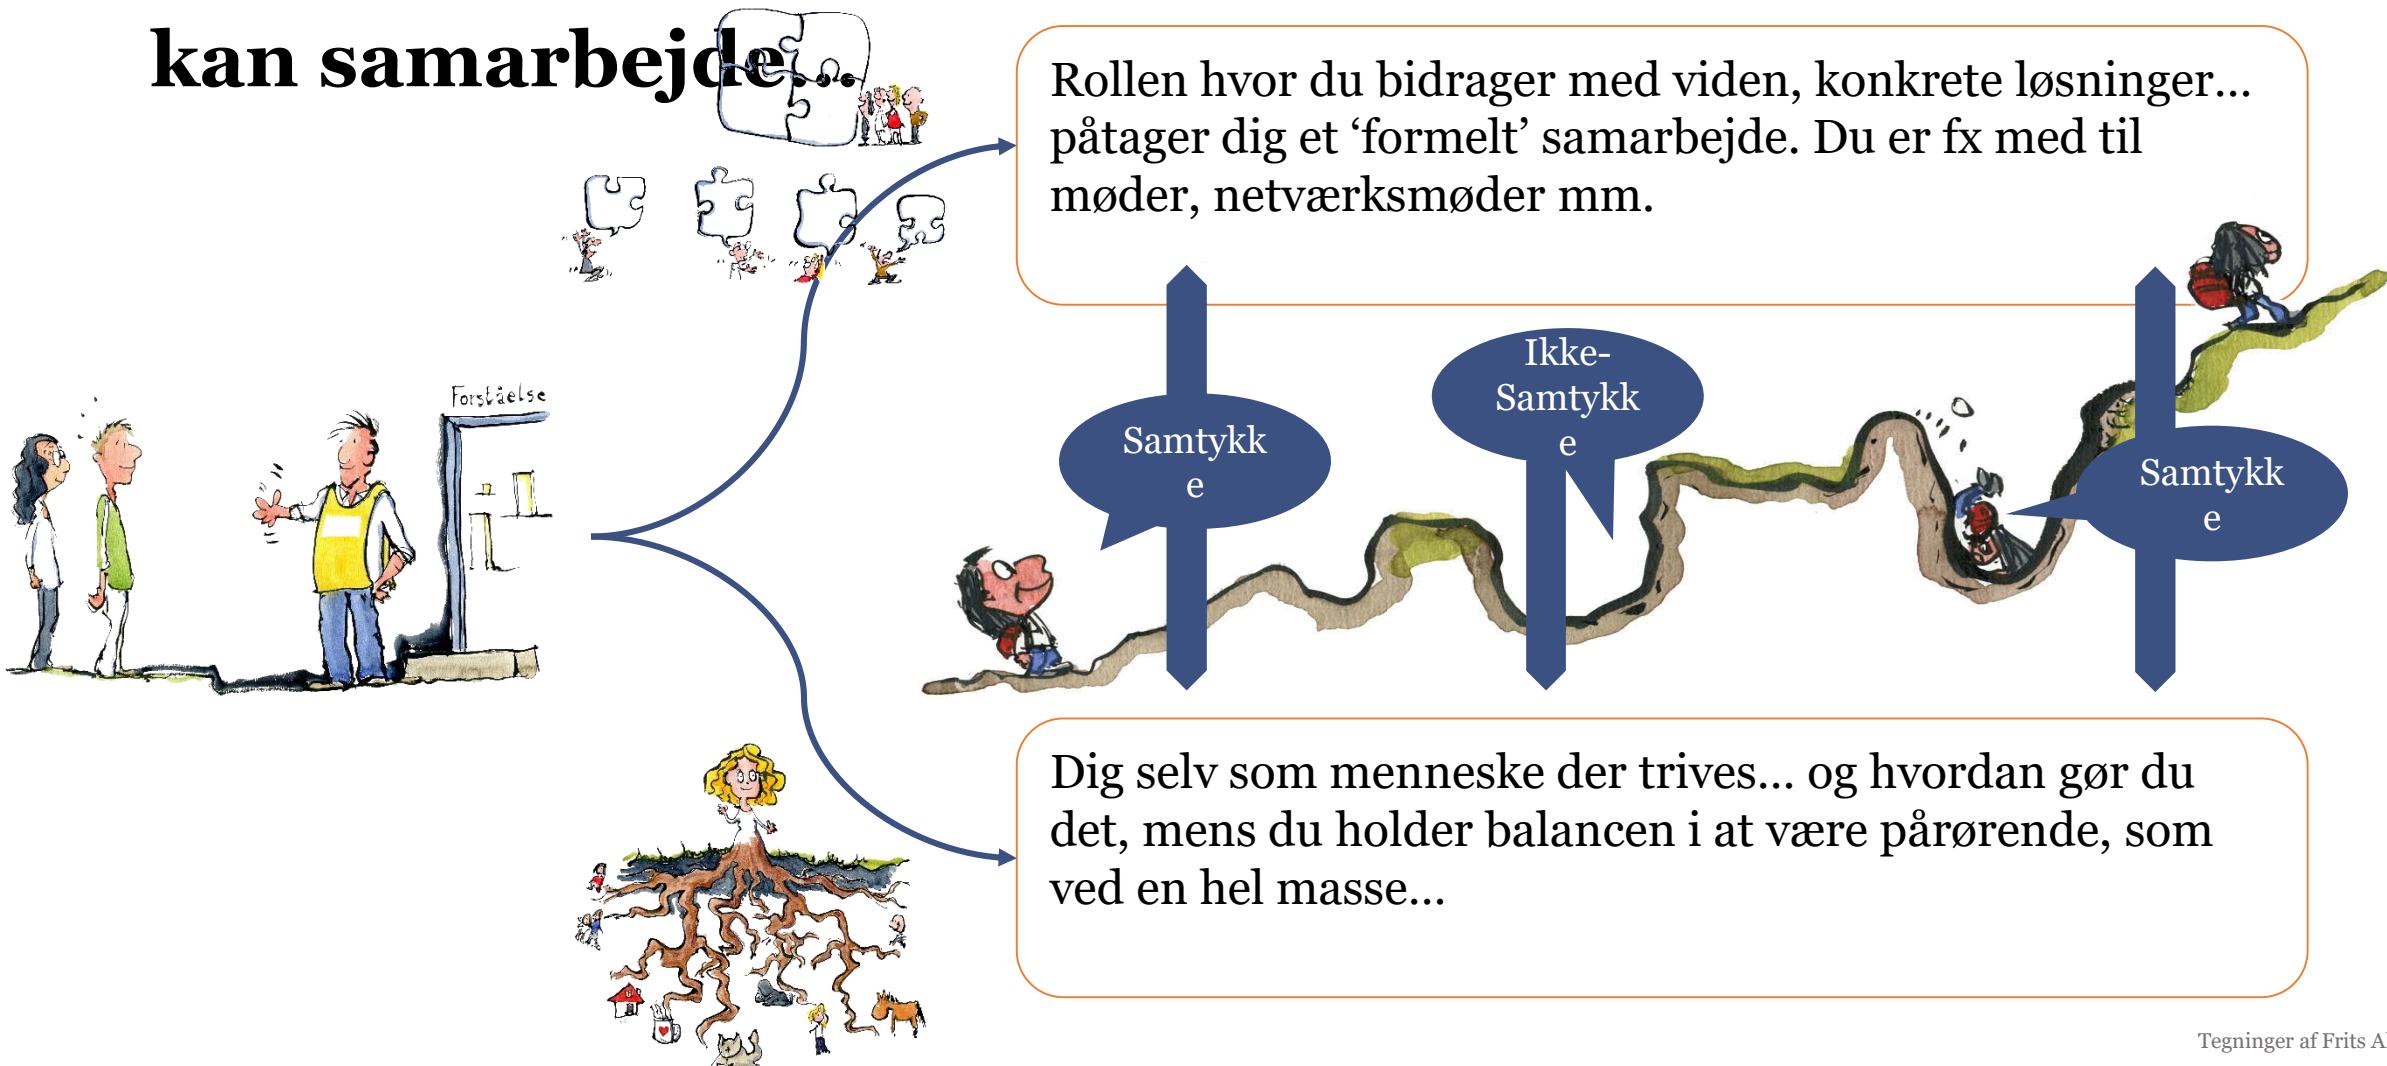 kan samarbejde...
Rollen hvor du bidrager med viden, konkrete løsninger...
påtager dig et ‘formelt’ samarbejde. Du er fx med til
møder, netværksmøder mm.
Forståelse
Samtykk
e
Ikke-
Samtykk
e
Samtykk
e
Dig selv som menneske der trives... og hvordan gør du
det, mens du holder balancen i at være pårørende, som
ved en hel masse...
Tegninger af Frits A